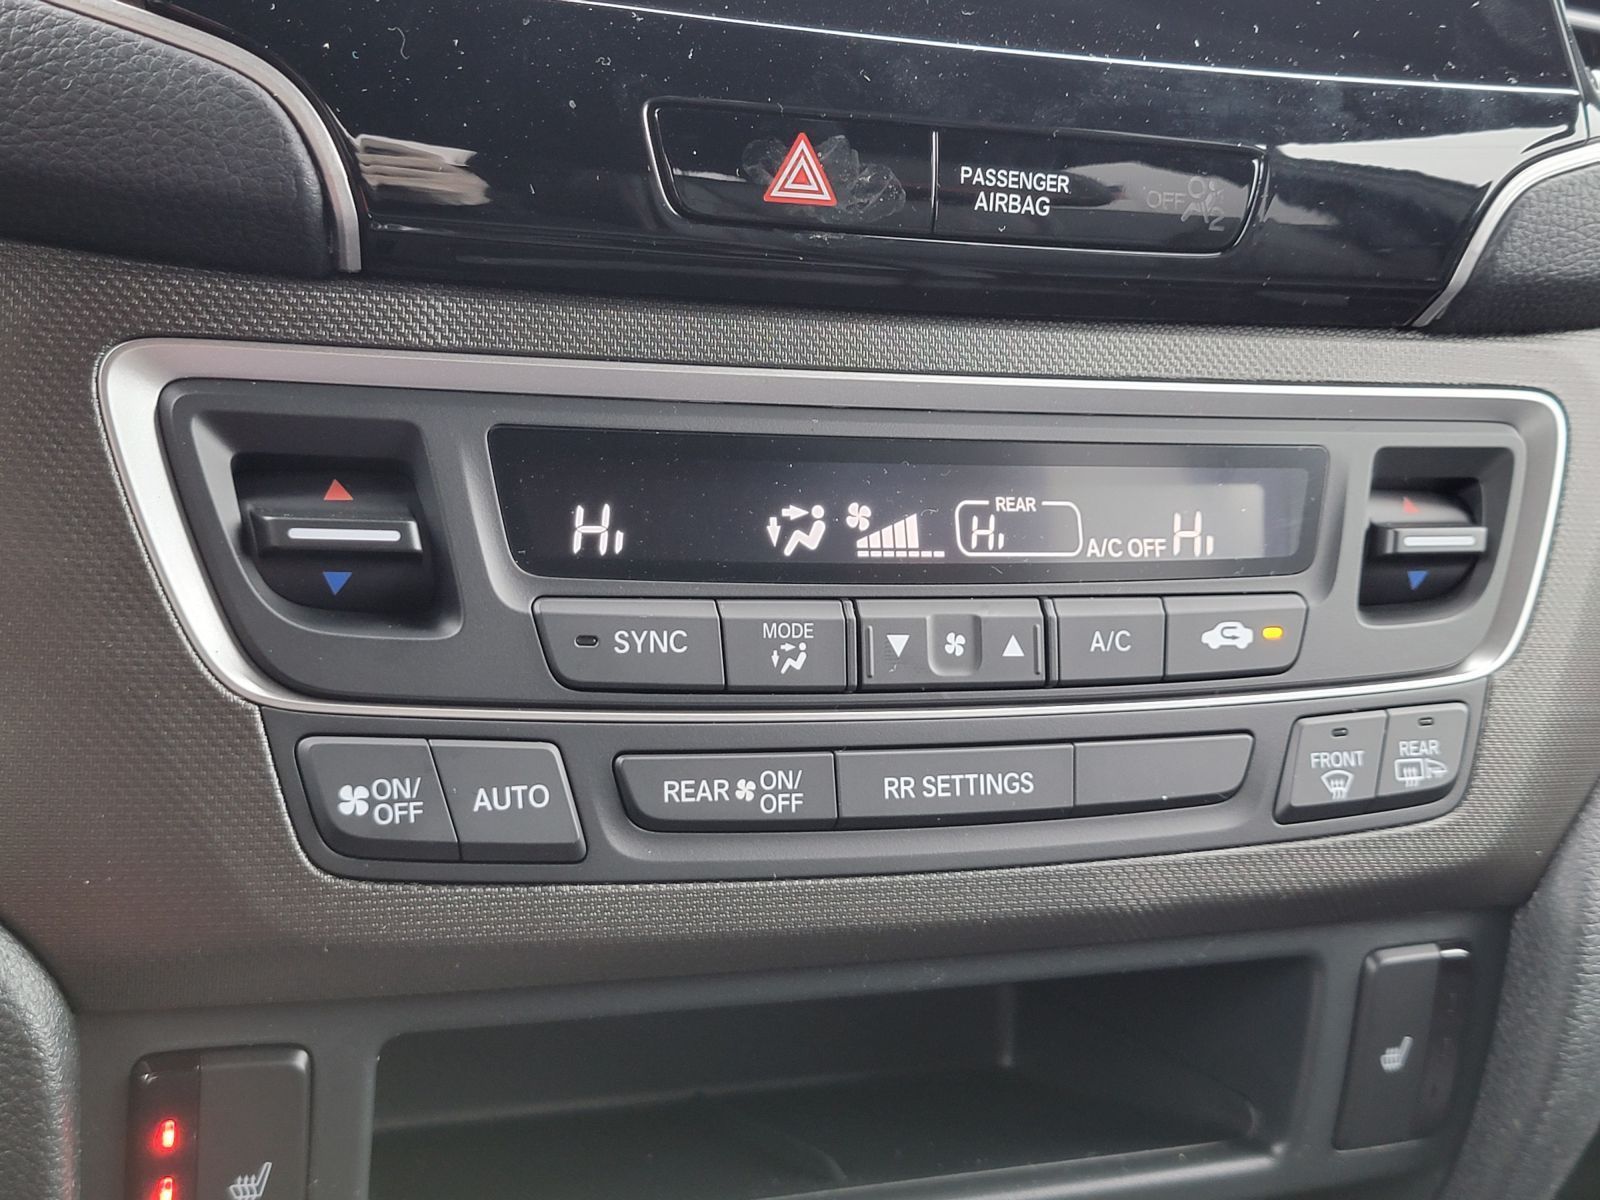 PASSENGER
AIRBAG
OFF
2
Hi
REAR
Hi
A/C OFF
Hi
SYNC
MODE
A/C
ON/
OFF
AUTO
REAR
ON/
OFF
RR SETTINGS
FRONT
REAR